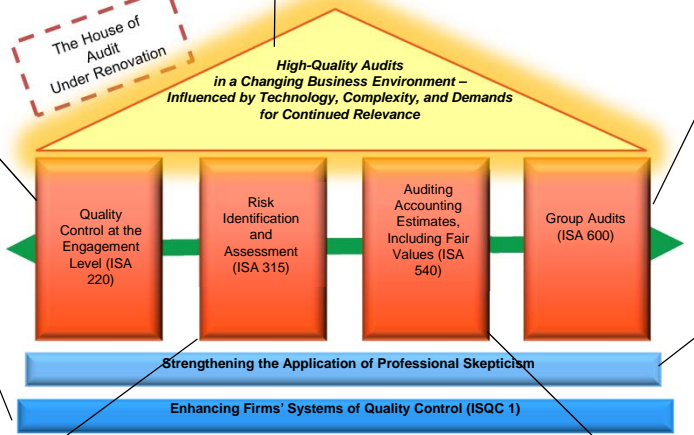 The House of
Audit
Under Renovation
High-Quality Audits
in a Changing Business Environment –
Influenced by Technology, Complexity, and Demands
for Continued Relevance
Quality
Control at the
Engagement
Level (ISA
220)
Risk
Identification
and
Assessment
(ISA 315)
Auditing
Accounting
Estimates,
Including Fair
Values (ISA
540)
Group Audits
(ISA 600)
Strengthening the Application of Professional Skepticism
Enhancing Firms' Systems of Quality Control (ISQC 1)